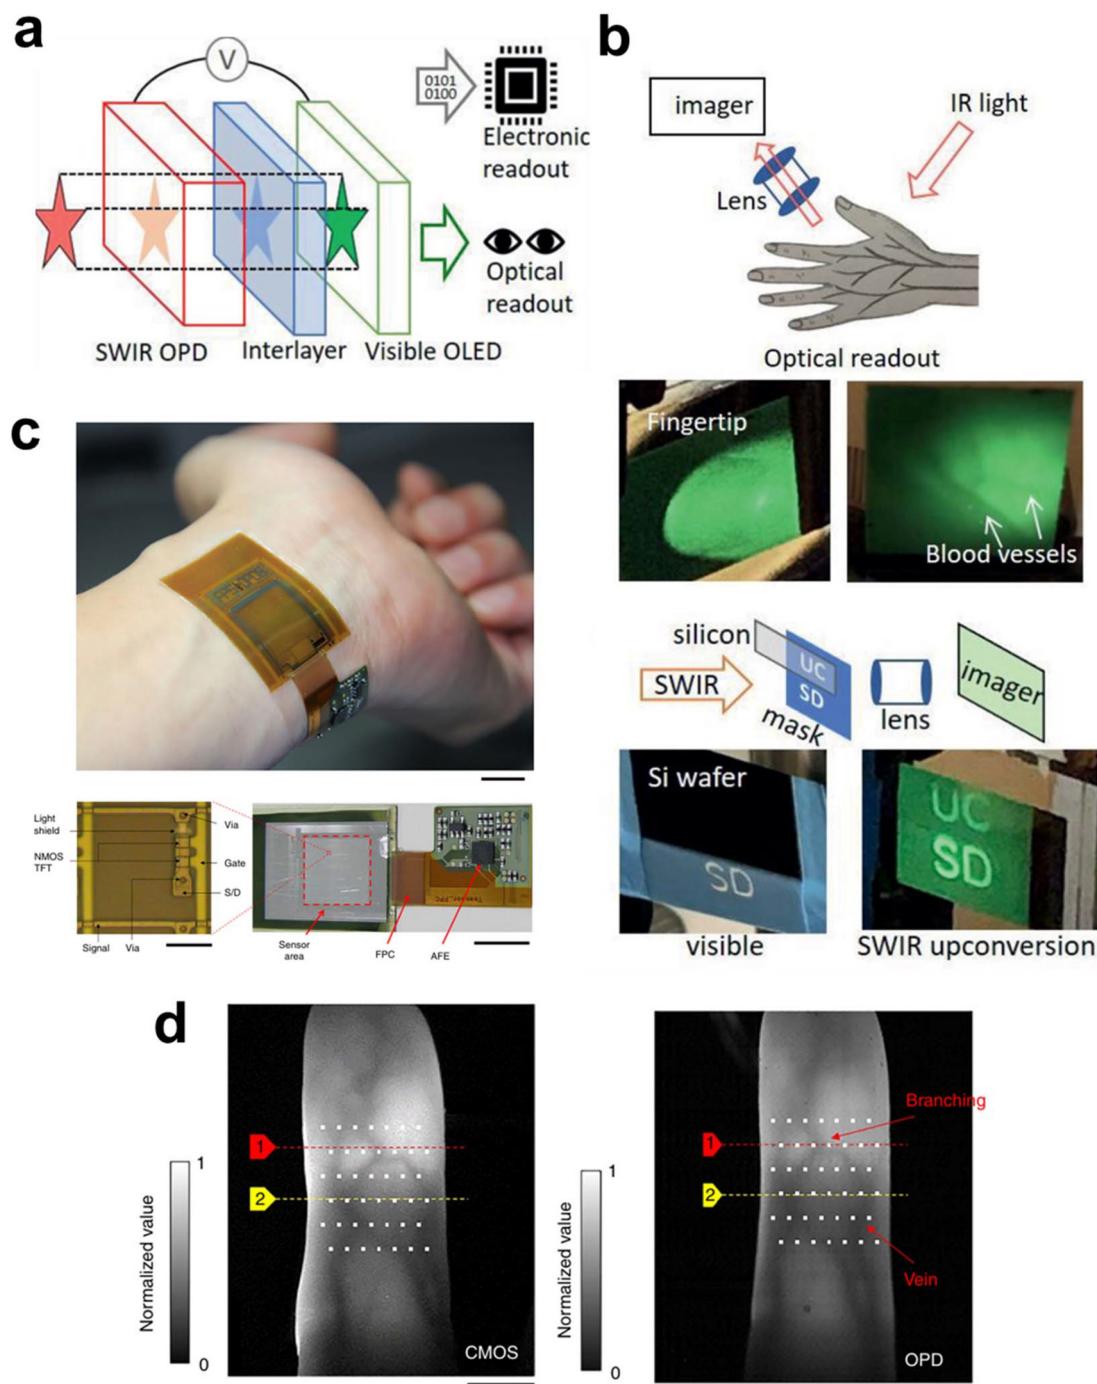 a
V
0101
0100
Electronic
readout
Optical
readout
SWIR OPD
Interlayer
Visible OLED
b
imager
IR light
Lens
Optical readout
Fingertip
Blood vessels
silicon
SWIR
UC
SD
mask
lens
imager
Si wafer
SD
UC
SD
visible
SWIR upconversion
c
Light
shield
NMOS
TFT
Signal
Via
Via
Gate
S/D
Sensor
area
FPC
AFE
d
1
2
1
0
Normalized value
CMOS
1
2
1
0
Normalized value
Branching
Vein
OPD